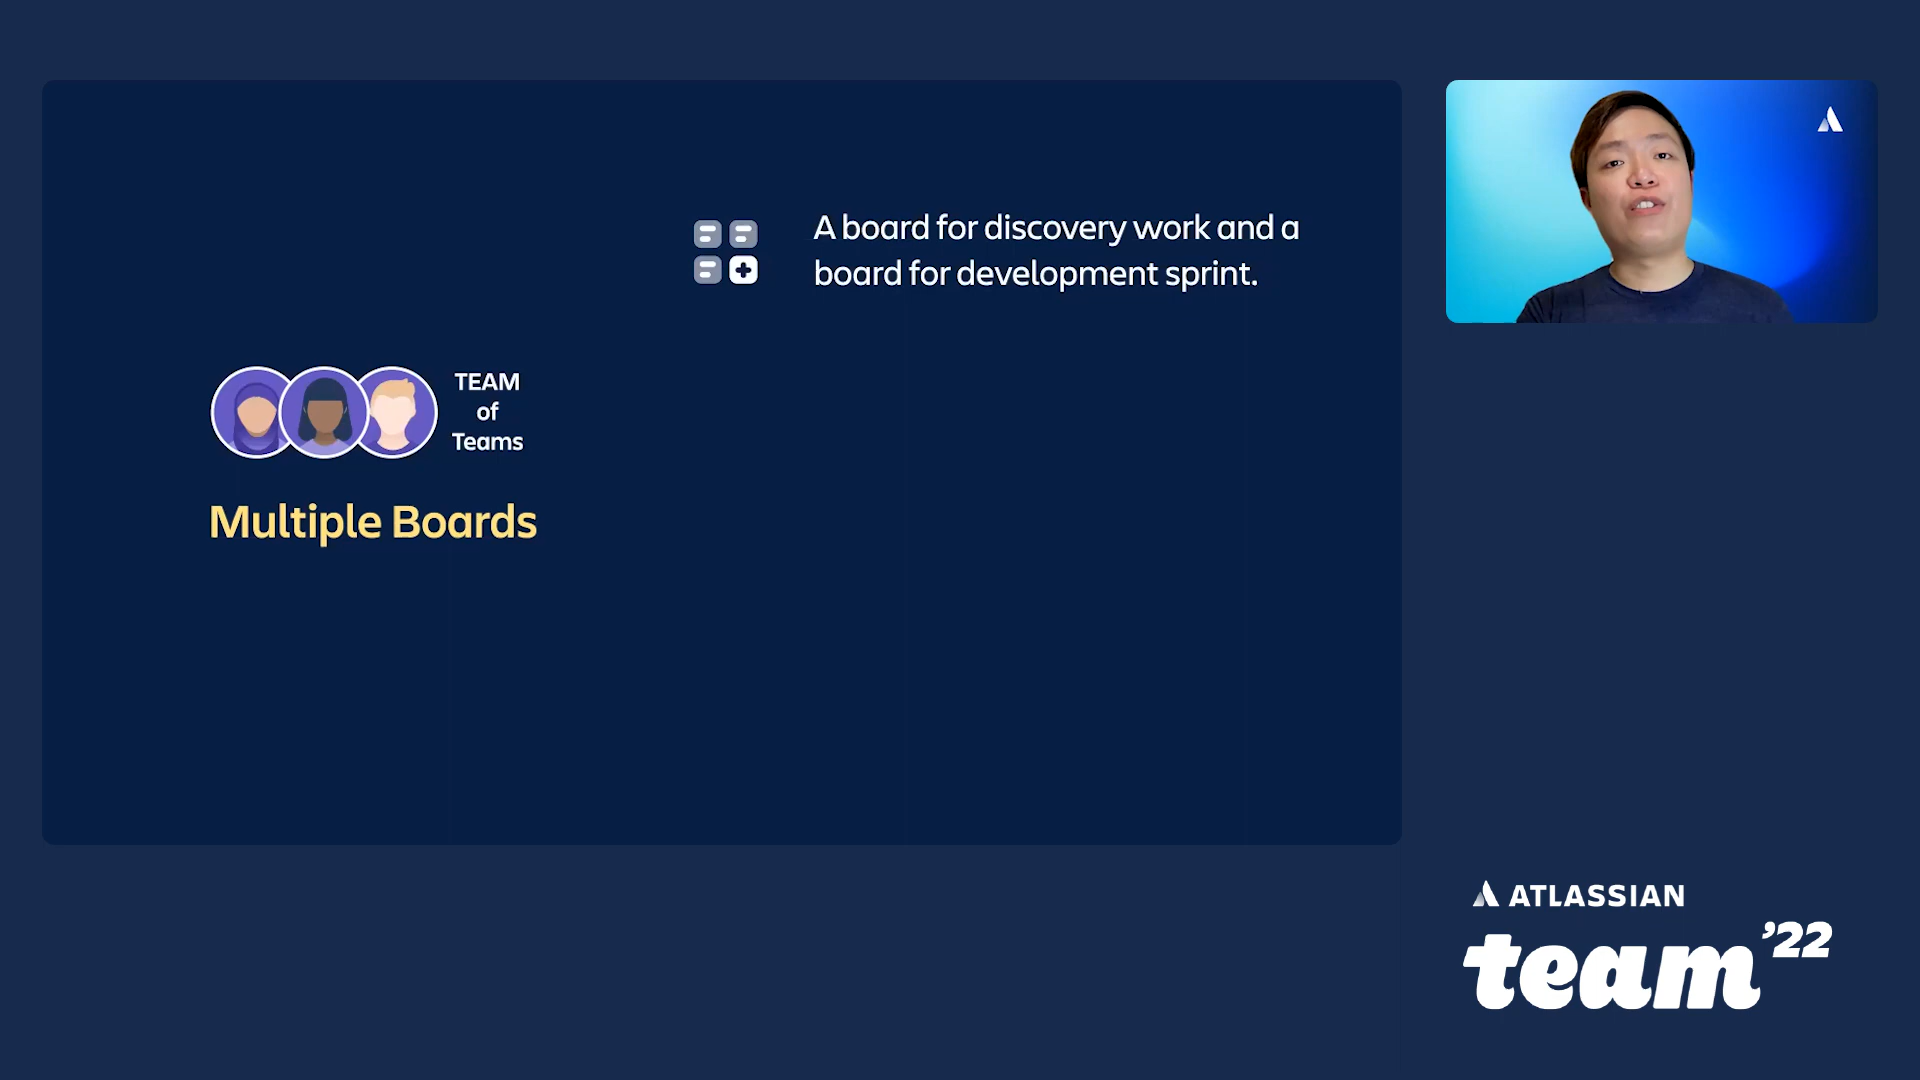 A board for discovery work and a
board for development sprint.
TEAM
of
Teams
Multiple Boards
ATLASSIAN
team '22